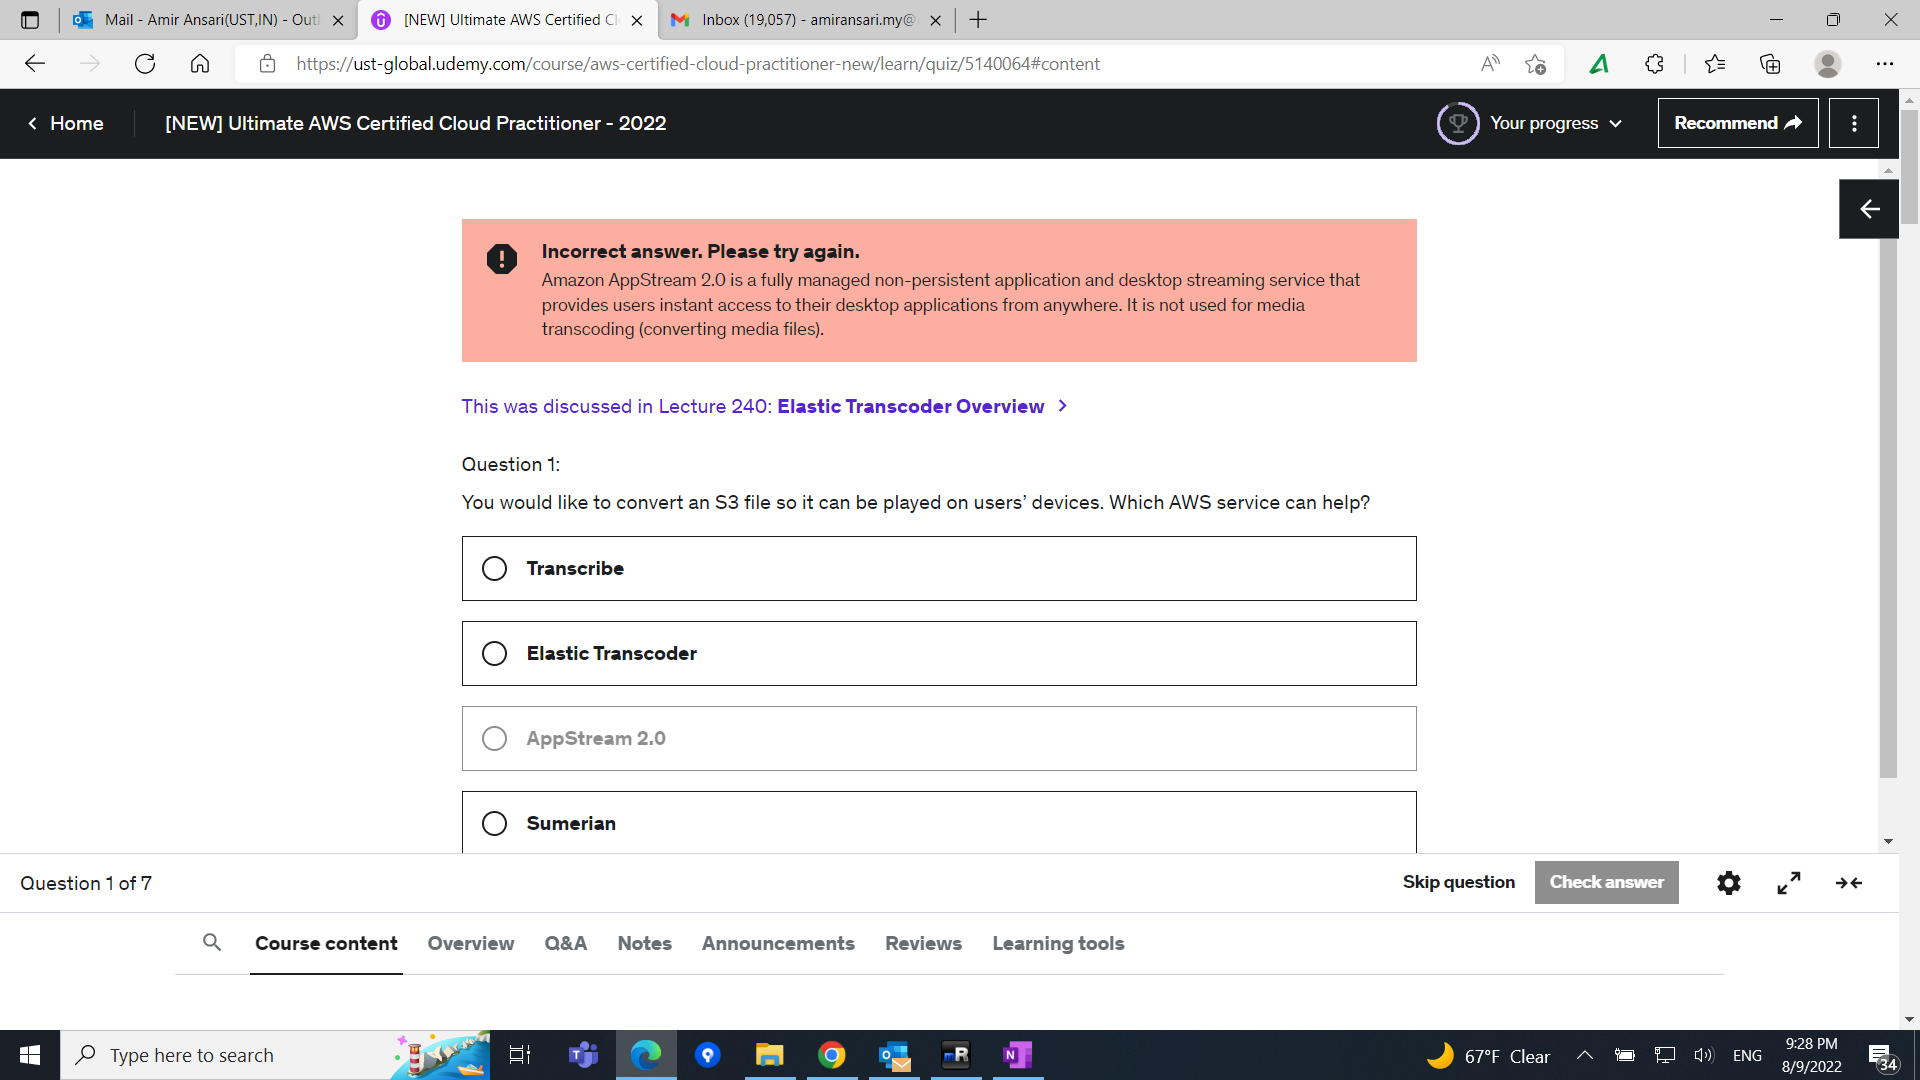 Mail - Amir Ansari(UST,IN) - Out
[NEW] Ultimate AWS Certified Cl
Inbox (19,057) - amiransari.my@
https://ust-global.udemy.com/course/aws-certified-cloud-practitioner-new/learn/quiz/5140064#content
Home
[NEW] Ultimate AWS Certified Cloud Practitioner - 2022
Your progress
Recommend
Incorrect answer. Please try again.
Amazon AppStream 2.0 is a fully managed non-persistent application and desktop streaming service that
provides users instant access to their desktop applications from anywhere. It is not used for media
transcoding (converting media files).
This was discussed in Lecture 240: Elastic Transcoder Overview
Question 1:
You would like to convert an S3 file so it can be played on users’ devices. Which AWS service can help?
Transcribe
Elastic Transcoder
AppStream 2.0
Sumerian
Question 1 of 7
Skip question
Check answer
Course content
Overview
Q&A
Notes
Announcements
Reviews
Learning tools
Type here to search
67°F Clear
ENG
9:28 PM
8/9/2022
34